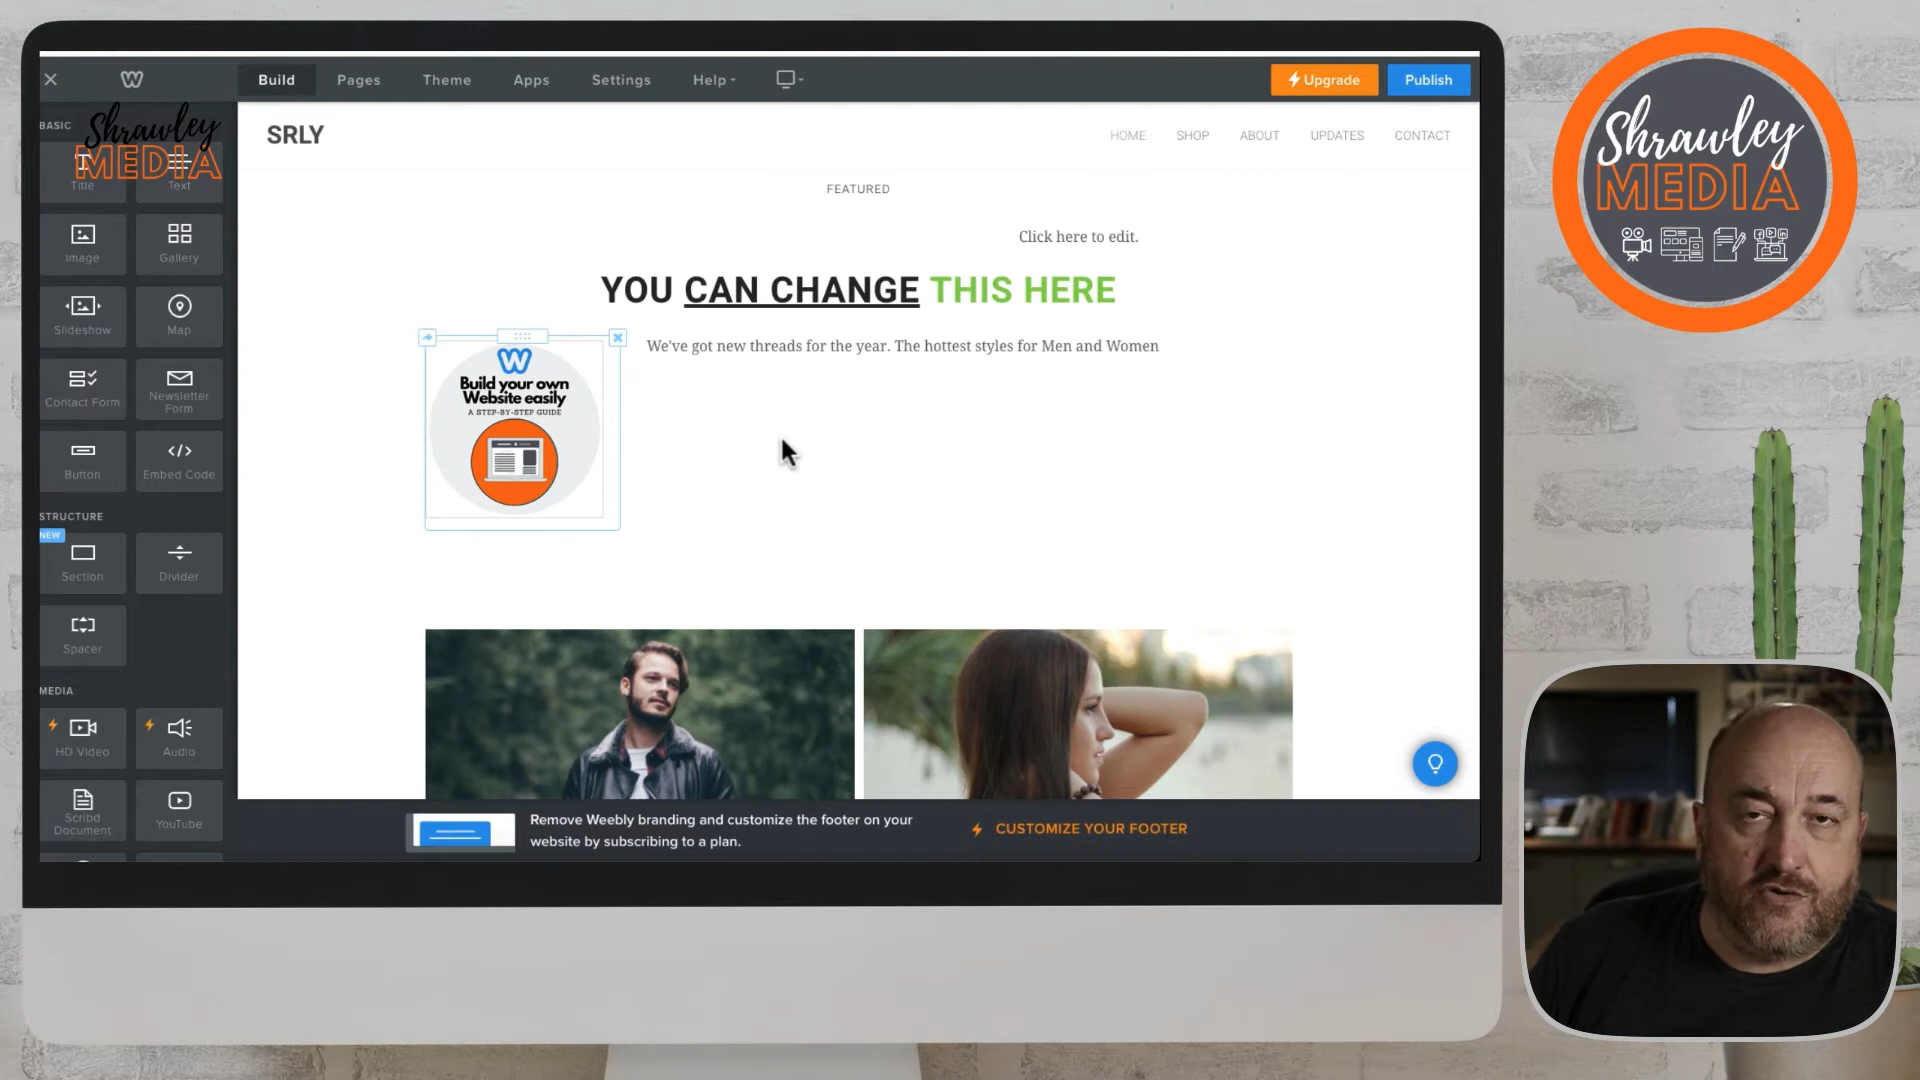 Build
Pages
Theme
Apps
Settings
Help
Upgrade
Publish
BASIC
Shrawley
MEDIA
Title
Text
Image
Gallery
Slideshow
Map
Contact Form
Newsletter
Form
Button
Embed Code
STRUCTURE
NEW
Section
Divider
Spacer
MEDIA
HD Video
Audio
Scribd
Document
YouTube
SRLY
HOME
SHOP
ABOUT
UPDATES
CONTACT
FEATURED
Click here to edit.
YOU CAN CHANGE THIS HERE
We've got new threads for the year. The hottest styles for Men and Women
Build your own
Website easily
A STEP-BY-STEP GUIDE
Remove Weebly branding and customize the footer on your
website by subscribing to a plan.
CUSTOMIZE YOUR FOOTER
Shrawley
MEDIA